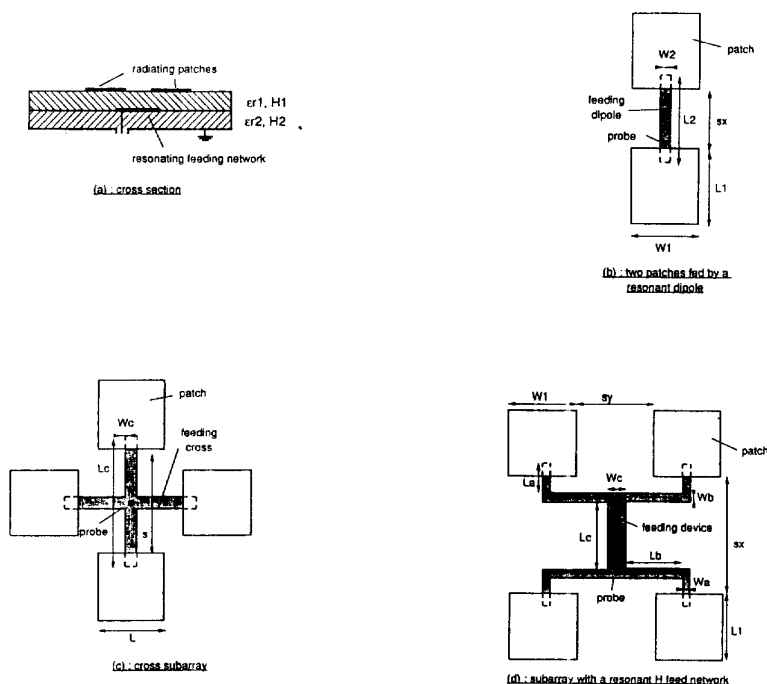 radiating patches
εr1, H1
εr2, H2
resonating feeding network
(a) : cross section
W2
patch
feeding
dipole
L2
sx
probe
L1
W1
(b) : two patches fed by a
resonant dipole
patch
Wc
feeding
cross
Lc
probe
s
L
(c) : cross subarray
W1
sy
patch
La
Wc
Wb
feeding device
sx
Lc
Lb
Wa
probe
L1
(d) : subarray with a resonant H feed network